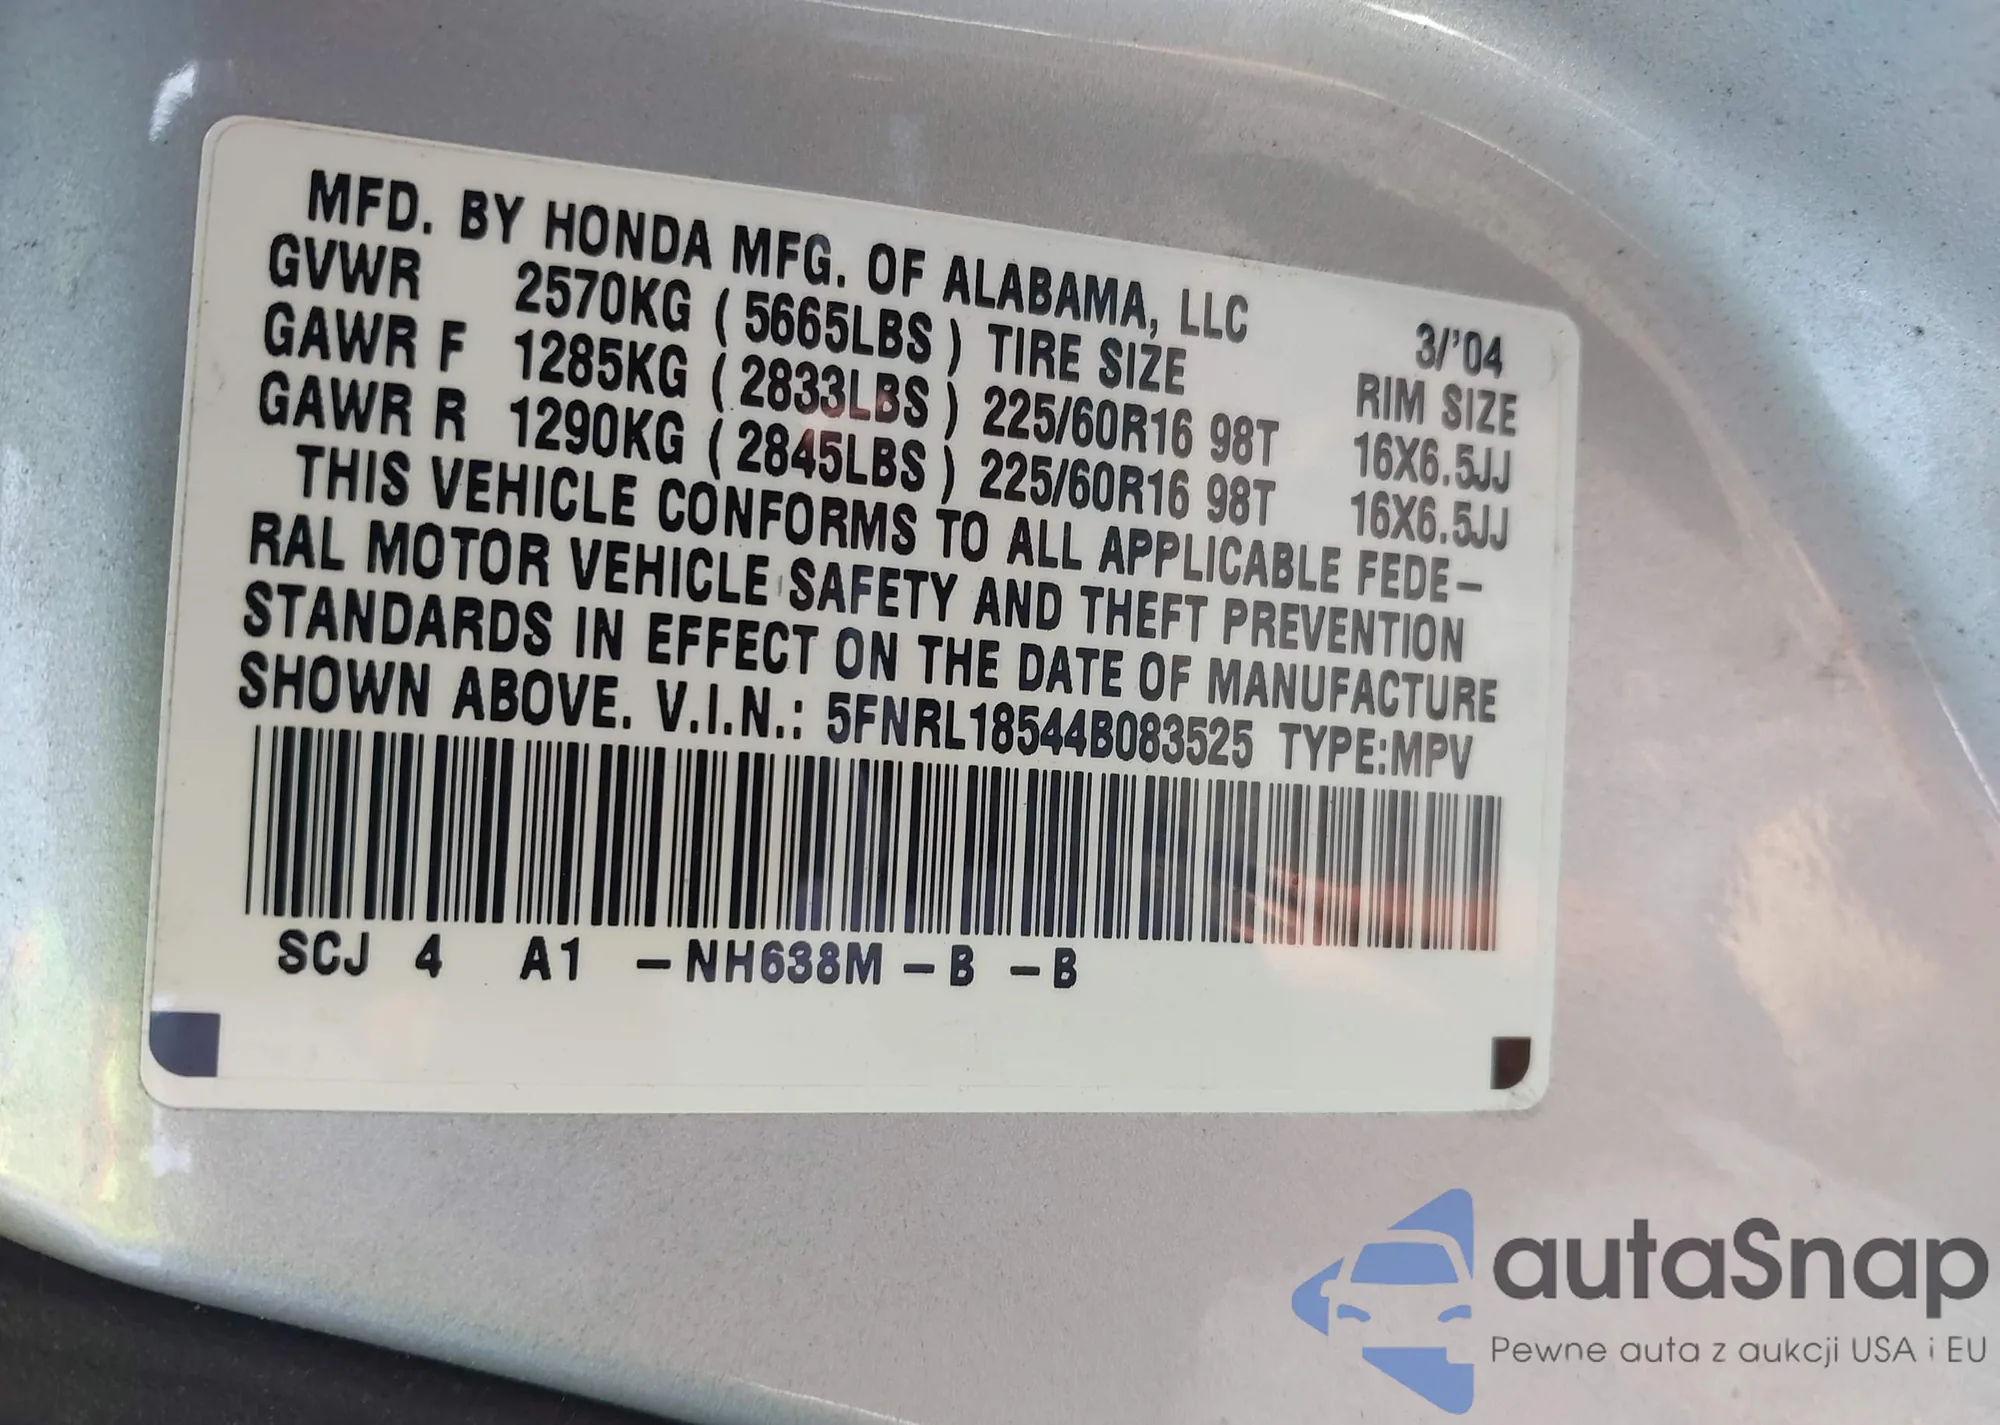 MFD. BY HONDA MFG. OF ALABAMA, LLC 3/'04
GVWR 2570KG ( 5665LBS ) TIRE SIZE RIM SIZE
GAWR F 1285KG ( 2833LBS ) 225/60R16 98T 16X6.5JJ
GAWR R 1290KG ( 2845LBS ) 225/60R16 98T 16X6.5JJ
THIS VEHICLE CONFORMS TO ALL APPLICABLE FEDE-
RAL MOTOR VEHICLE SAFETY AND THEFT PREVENTION
STANDARDS IN EFFECT ON THE DATE OF MANUFACTURE
SHOWN ABOVE. V.I.N.: 5FNRL18544B083525 TYPE:MPV
SCJ 4 A1 -NH638M -B -B
autaSnap
Pewne auta z aukcji USA i EU